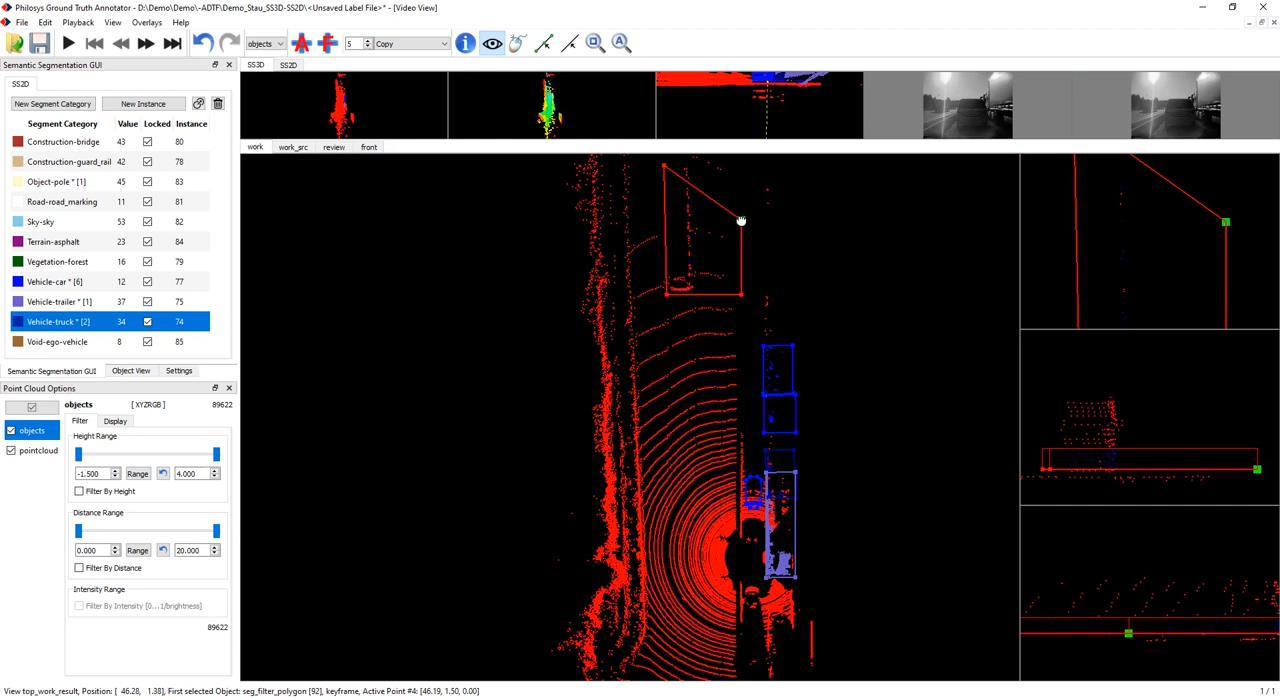 Philosys Ground Truth Annotator - D:\Demo\Demo\-ADTF\Demo_Stau_SS3D-SS2D\<Unsaved Label File>* - [Video View]
File Edit Playback View Overlays Help
objects 5 Copy
Semantic Segmentation GUI
SS3D SS2D
SS2D
New Segment Category New Instance
Segment Category Value Locked Instance
Construction-bridge 43 80
Construction-guard_rail 42 78
Object-pole * [1] 45 83
Road-road_marking 11 81
Sky-sky 53 82
Terrain-asphalt 23 84
Vegetation-forest 16 79
Vehicle-car * [6] 12 77
Vehicle-trailer * [1] 37 75
Vehicle-truck * [2] 34 74
Void-ego-vehicle 8 85
Semantic Segmentation GUI Object View Settings
work work_src review front
Point Cloud Options
objects [ XYZRGB ] 89622
objects
pointcloud
Filter Display
Height Range
-1.500 Range 4.000
Filter By Height
Distance Range
0.000 Range 20.000
Filter By Distance
Intensity Range
Filter By Intensity [0...1/brightness]
89622
View top_work_result, Position: [ 46.28, 1.38], First selected Object: seg_filter_polygon [92], keyframe, Active Point #4: [46.19, 1.50, 0.00]
1 / 1